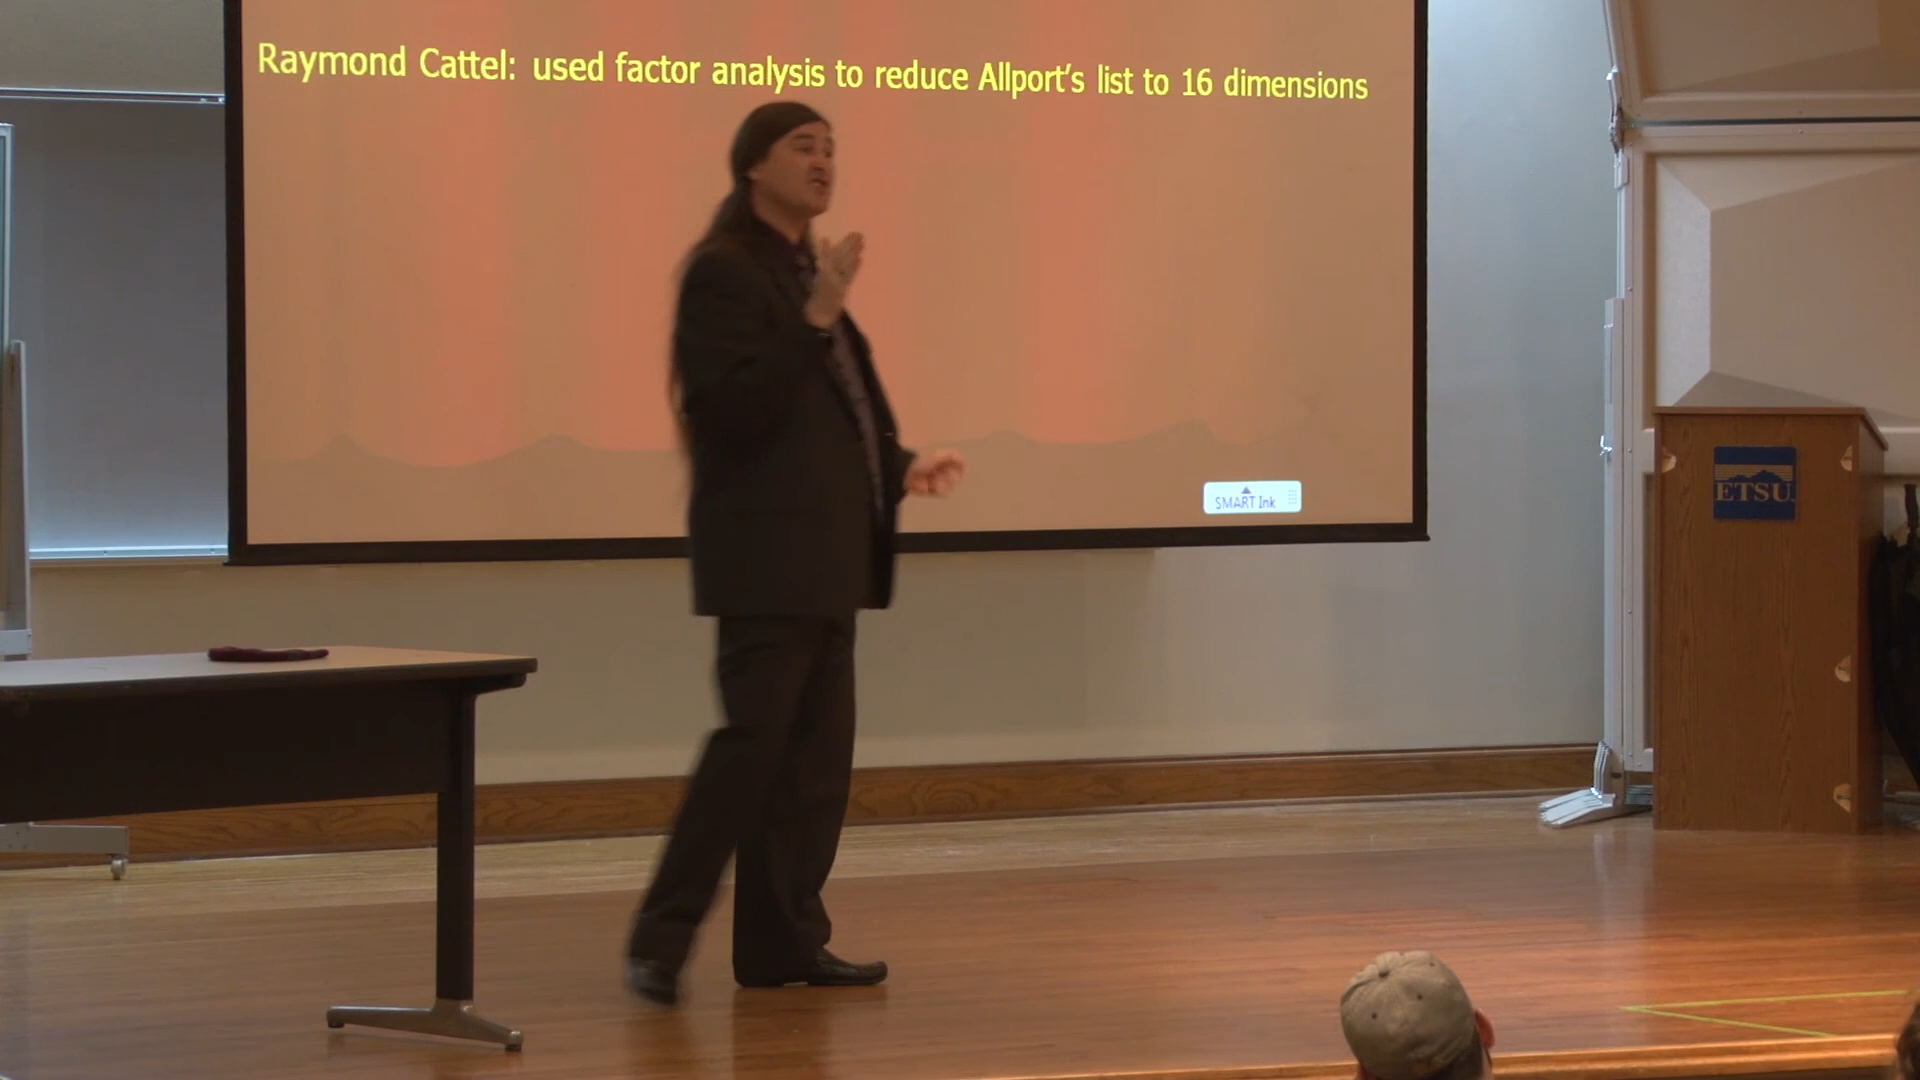 Raymond Cattel: used factor analysis to reduce Allport's list to 16 dimensions
SMART Ink
ETSU